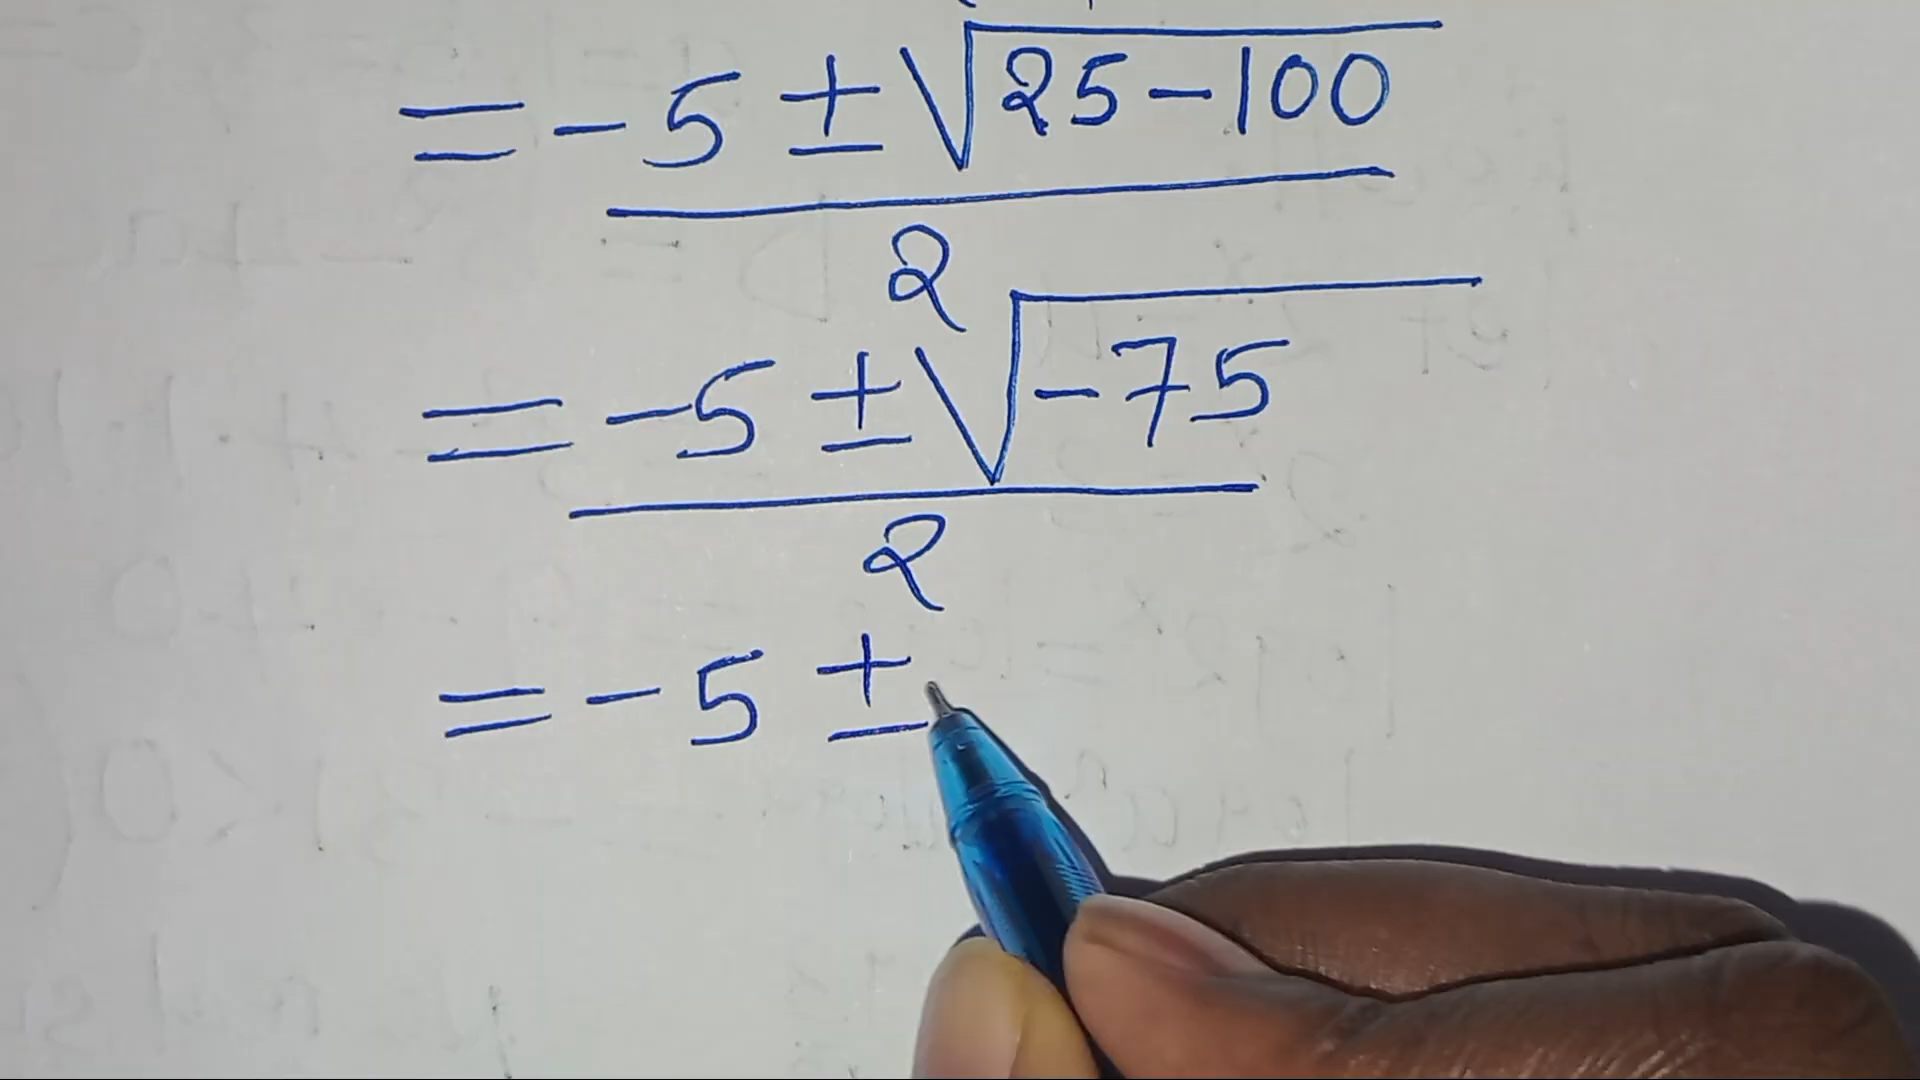 = -5 ± √25-100
2
= -5 ± √-75
2
= -5 ±